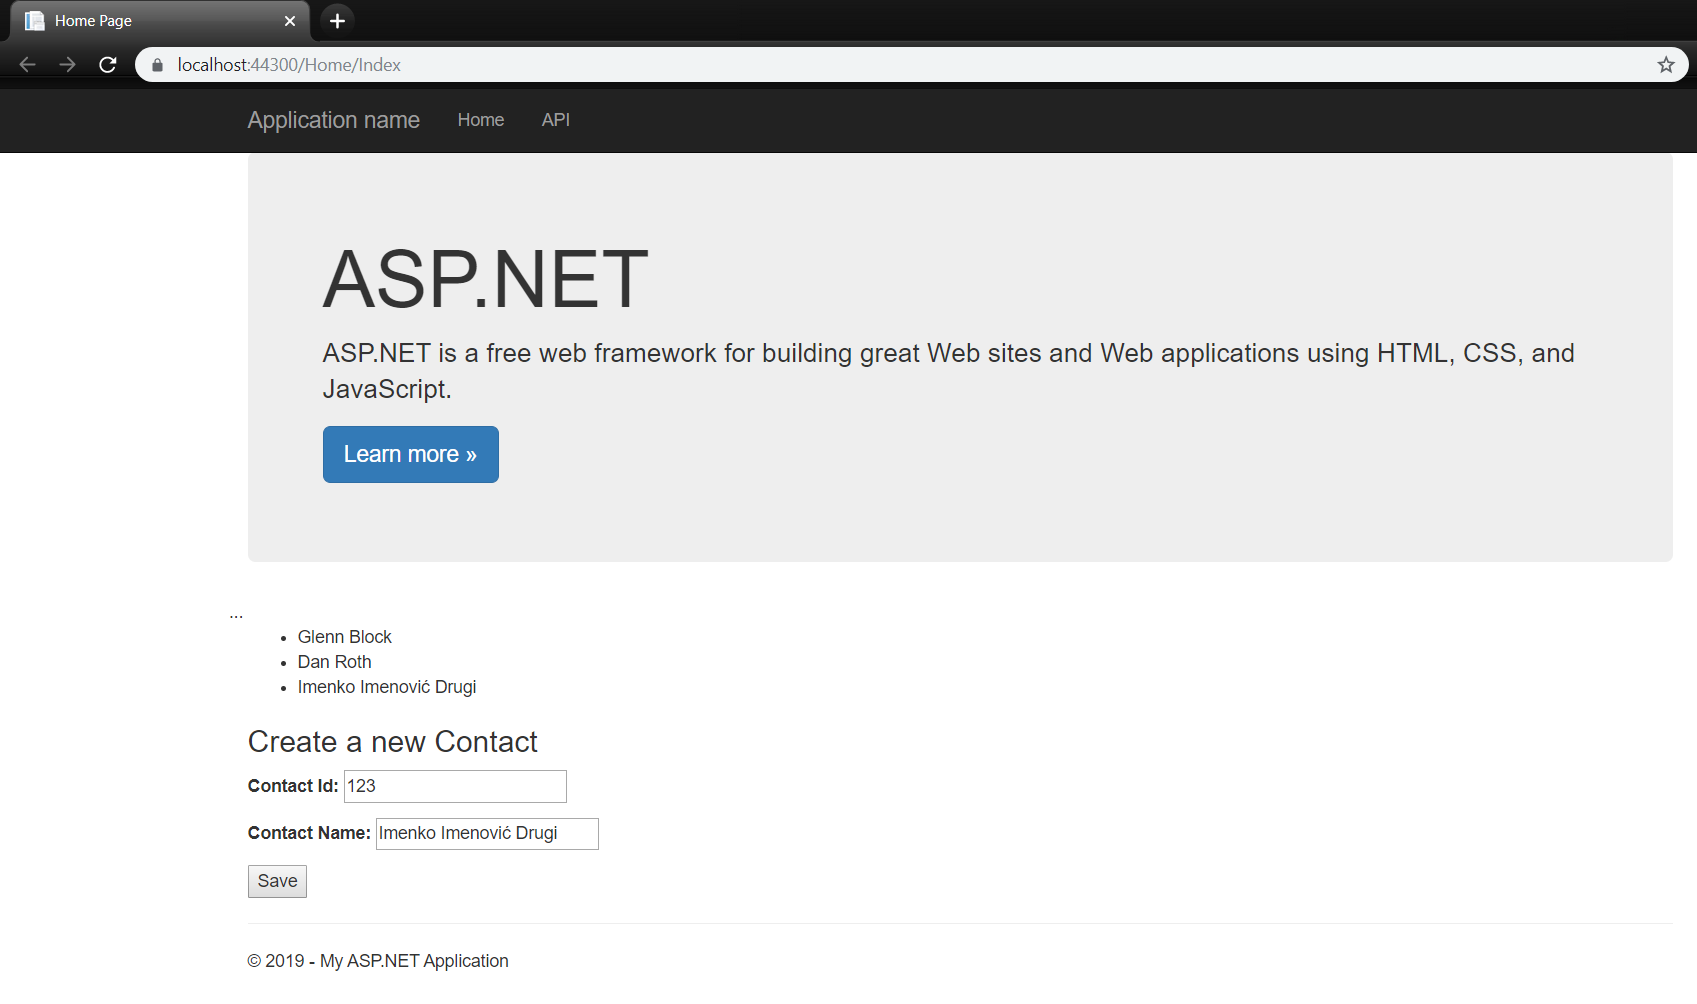 Home Page
localhost:44300/Home/Index
Application name Home API
ASP.NET
ASP.NET is a free web framework for building great Web sites and Web applications using HTML, CSS, and
JavaScript.
Learn more »
...
• Glenn Block
• Dan Roth
• Imenko Imenović Drugi
Create a new Contact
Contact Id: 123
Contact Name: Imenko Imenović Drugi
Save
© 2019 - My ASP.NET Application